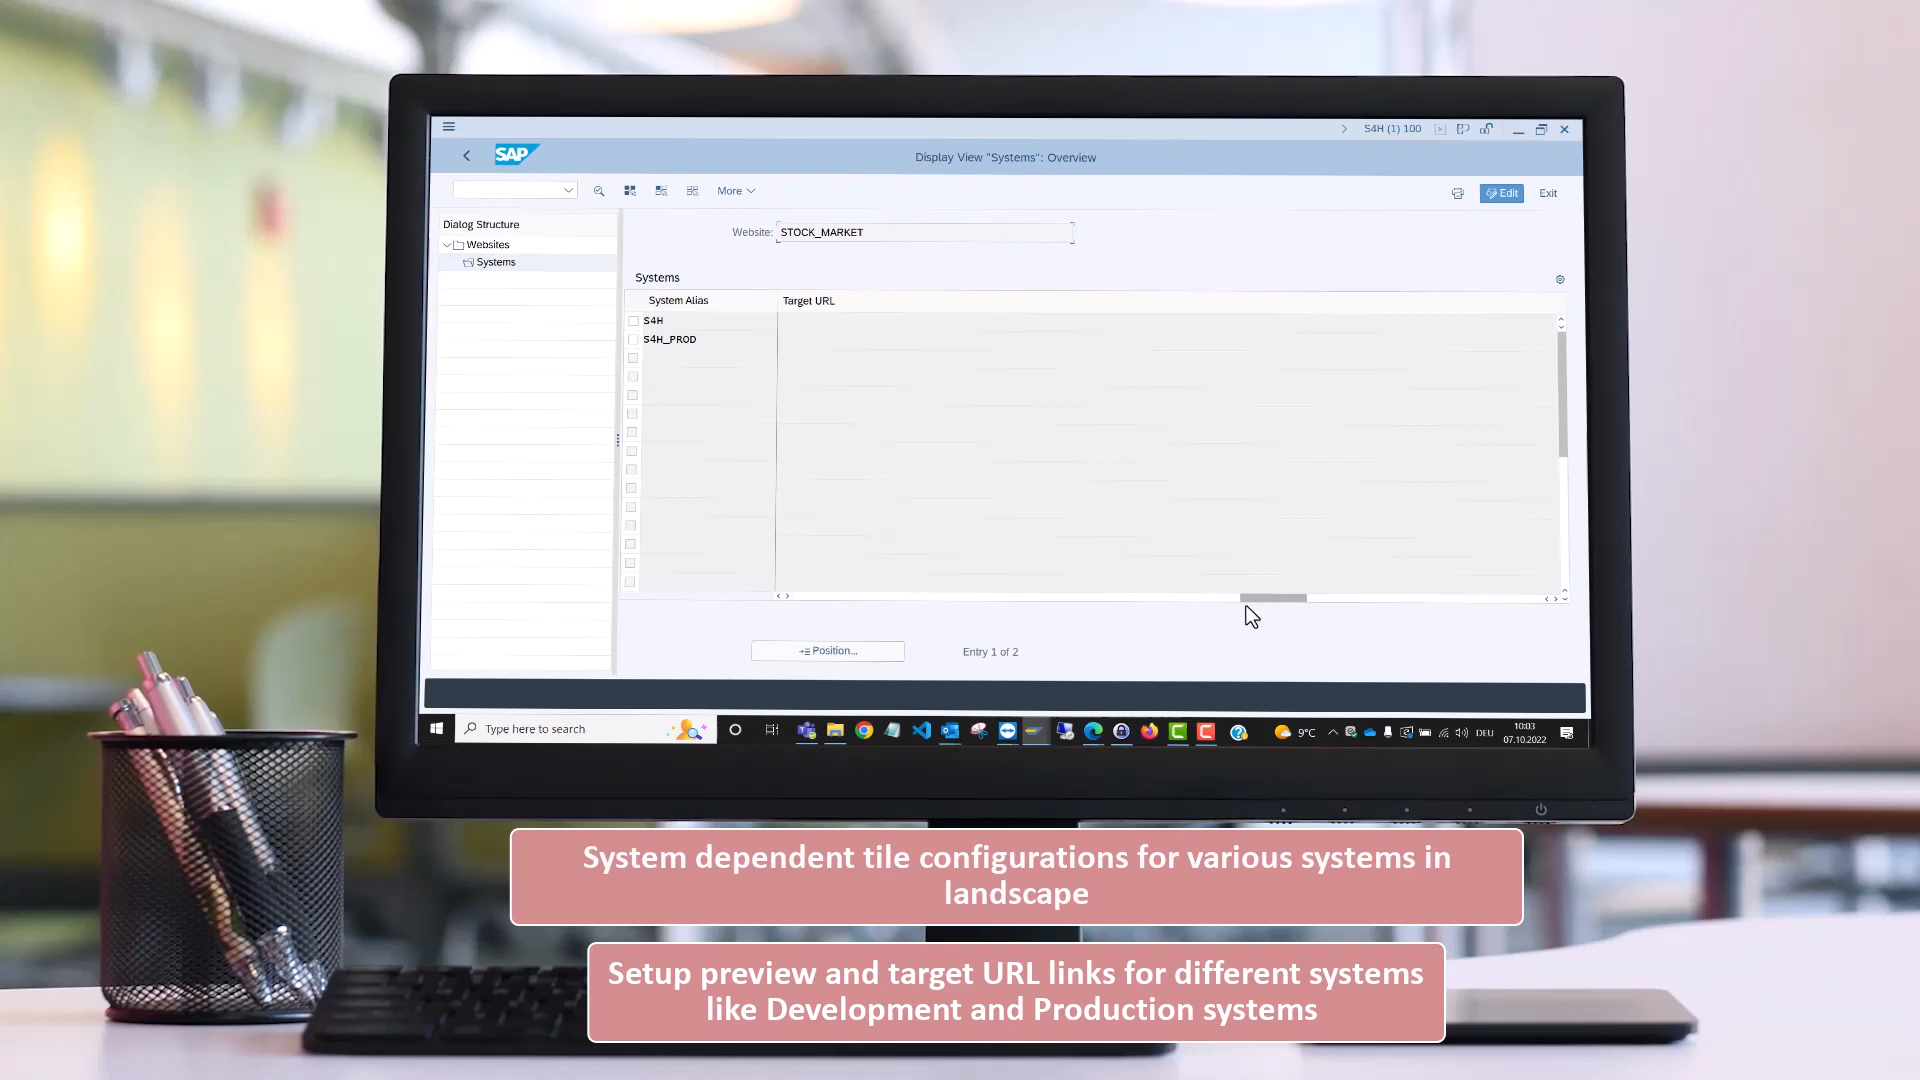 S4H (1) 100
SAP
Display View "Systems": Overview
More
Edit
Exit
Dialog Structure
Websites
Systems
Website: STOCK_MARKET
Systems
System Alias
Target URL
S4H
S4H_PROD
Position...
Entry 1 of 2
Type here to search
9°C
DEU
10:03
07.10.2022
System dependent tile configurations for various systems in
landscape
Setup preview and target URL links for different systems
like Development and Production systems